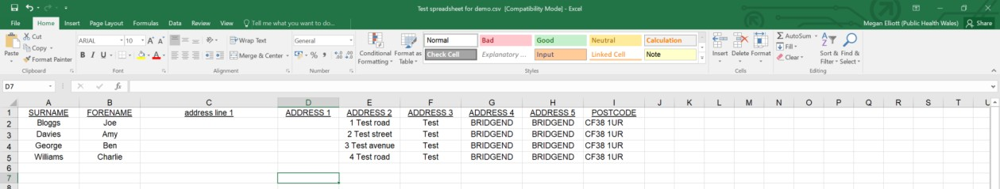 Test spreadsheet for demo.csv [Compatibility Mode] - Excel
File Home Insert Page Layout Formulas Data Review View Tell me what you want to do... Megan Elliott (Public Health Wales) Share
Paste Cut Copy Format Painter
Clipboard
ARIAL 10 A A
B I U A
Font
Wrap Text
Merge & Center
Alignment
General
% , .0 .00 .00 .0
Number
Conditional Formatting Format as Table
Normal Bad Good Neutral Calculation
Check Cell Explanatory ... Input Linked Cell Note
Styles
Insert Delete Format
Cells
AutoSum
Fill
Clear
Sort & Filter Find & Select
Editing
D7 fx
A B C D E F G H I J K L M N O P Q R S T U
1 SURNAME FORENAME address line 1 ADDRESS 1 ADDRESS 2 ADDRESS 3 ADDRESS 4 ADDRESS 5 POSTCODE
2 Bloggs Joe 1 Test road Test BRIDGEND BRIDGEND CF38 1UR
3 Davies Amy 2 Test street Test BRIDGEND BRIDGEND CF38 1UR
4 George Ben 3 Test avenue Test BRIDGEND BRIDGEND CF38 1UR
5 Williams Charlie 4 Test road Test BRIDGEND BRIDGEND CF38 1UR
6
7
8